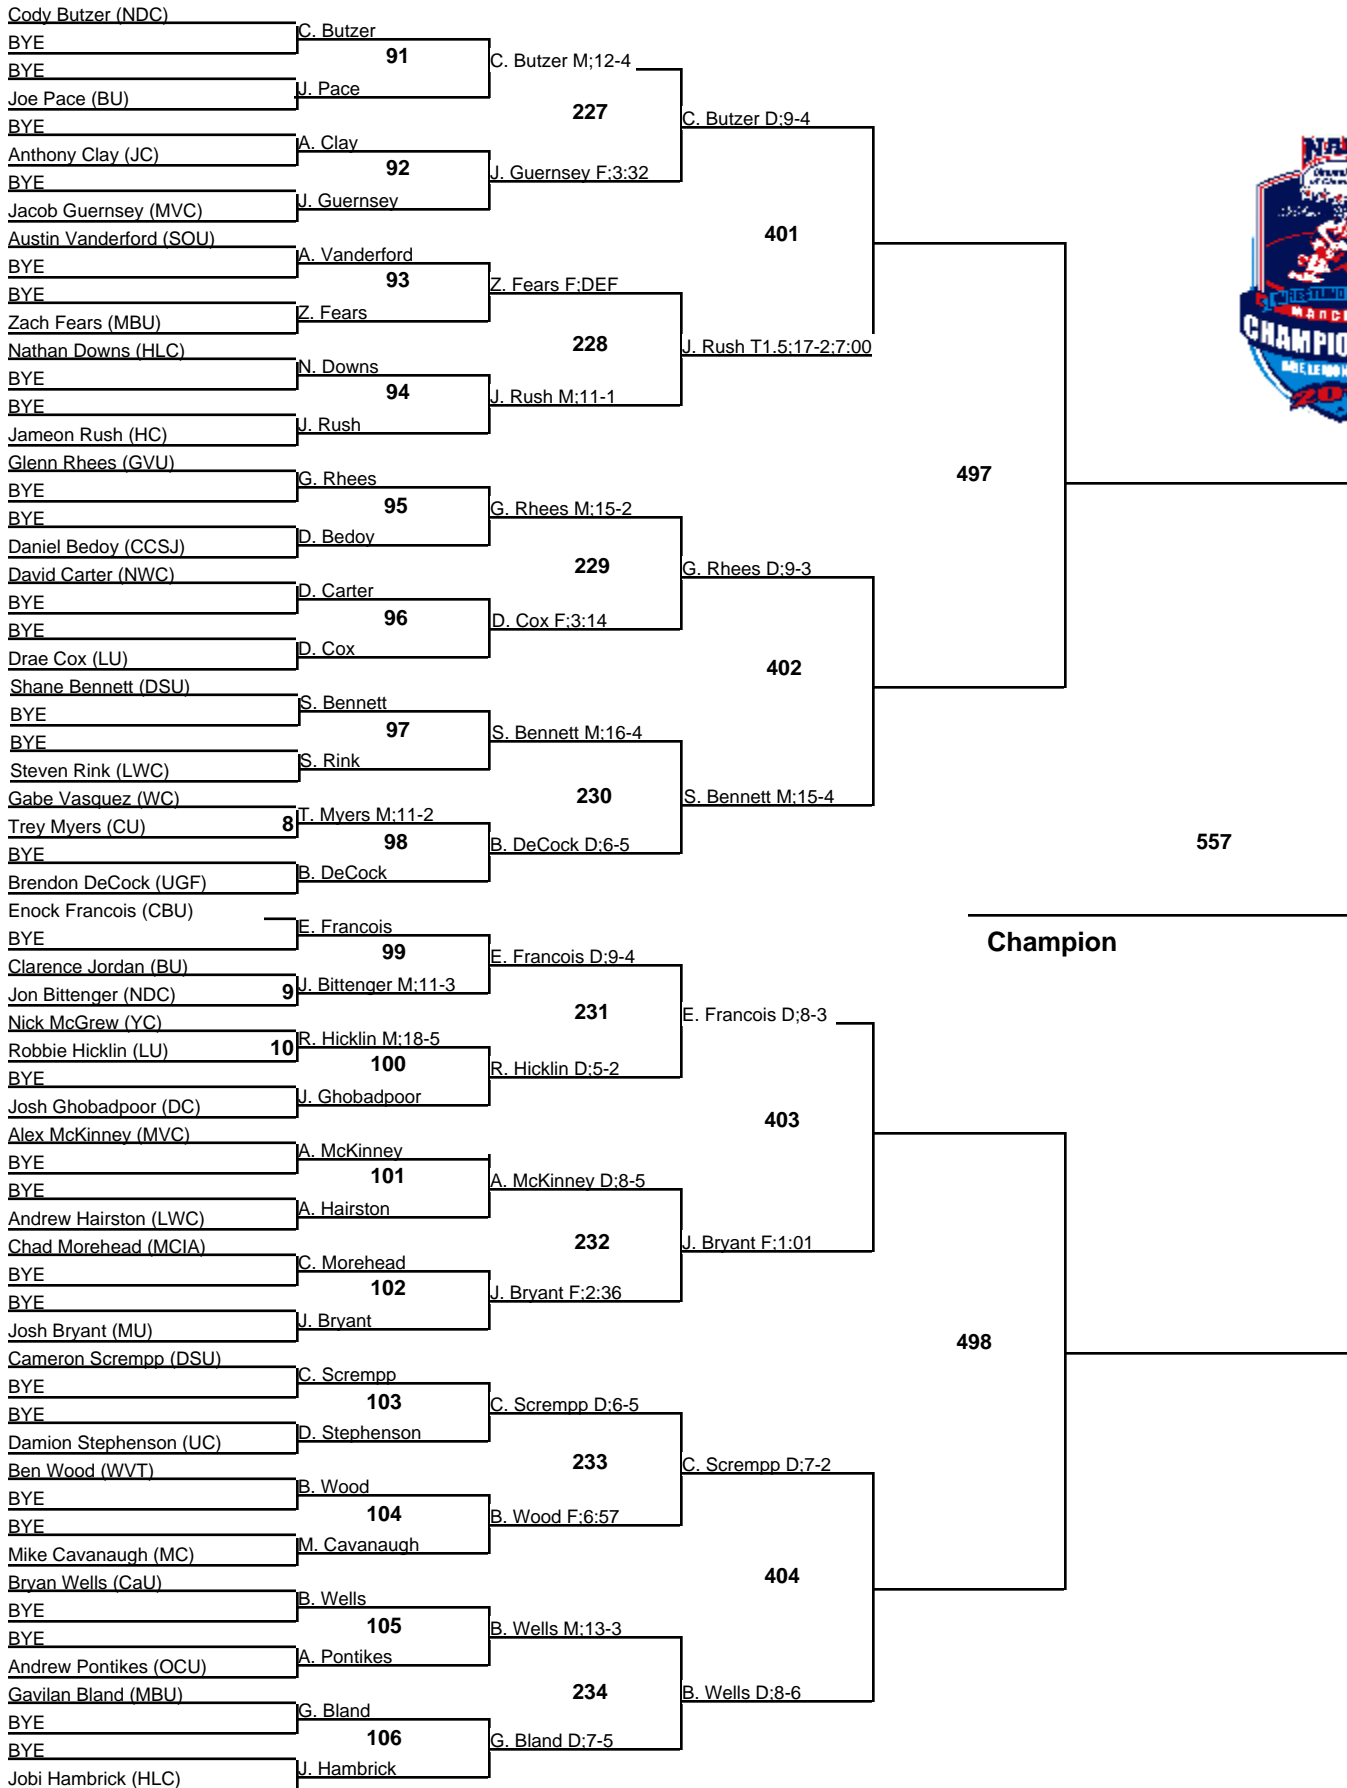 Cody Butzer (NDC)
BYE
BYE
Joe Pace (BU)
BYE
Anthony Clay (JC)
BYE
Jacob Guernsey (MVC)
Austin Vanderford (SOU)
BYE
BYE
Zach Fears (MBU)
Nathan Downs (HLC)
BYE
BYE
Jameon Rush (HC)
Glenn Rhees (GVU)
BYE
BYE
Daniel Bedoy (CCSJ)
David Carter (NWC)
BYE
BYE
Drae Cox (LU)
Shane Bennett (DSU)
BYE
BYE
Steven Rink (LWC)
Gabe Vasquez (WC)
Trey Myers (CU) 8
BYE
Brendon DeCock (UGF)
Enock Francois (CBU)
BYE
Clarence Jordan (BU)
Jon Bittenger (NDC) 9
Nick McGrew (YC)
Robbie Hicklin (LU) 10
BYE
Josh Ghobadpoor (DC)
Alex McKinney (MVC)
BYE
BYE
Andrew Hairston (LWC)
Chad Morehead (MCIA)
BYE
BYE
Josh Bryant (MU)
Cameron Screempp (DSU)
BYE
BYE
Damion Stephenson (UC)
Ben Wood (WVT)
BYE
BYE
Mike Cavanaugh (MC)
Bryan Wells (CaU)
BYE
BYE
Andrew Pontikes (OCU)
Gavilan Bland (MBU)
BYE
BYE
Jobi Hambrick (HLC)
C. Butzer
91
J. Pace
A. Clay
92
J. Guernsey
A. Vanderford
93
Z. Fears
N. Downs
94
J. Rush
G. Rhees
95
D. Bedoy
D. Carter
96
D. Cox
S. Bennett
97
S. Rink
T. Myers M;11-2
98
B. DeCock
E. Francois
99
J. Bittenger M;11-3
R. Hicklin M;18-5
100
J. Ghobadpoor
A. McKinney
101
A. Hairston
C. Morehead
102
J. Bryant
C. Scrempp
103
D. Stephenson
B. Wood
104
M. Cavanaugh
B. Wells
105
A. Pontikes
G. Bland
106
J. Hambrick
C. Butzer M;12-4
227
J. Guernsey F;3:32
Z. Fears F;DEF
228
J. Rush M;11-1
G. Rhees M;15-2
229
D. Cox F;3:14
S. Bennett M;16-4
230
B. DeCock D;6-5
E. Francois D;9-4
231
R. Hicklin D;5-2
A. McKinney D;8-5
232
J. Bryant F;2:36
C. Scrempp D;6-5
233
B. Wood F;6:57
B. Wells M;13-3
234
G. Bland D;7-5
C. Butzer D;9-4
401
J. Rush T1.5;17-2;7:00
G. Rhees D;9-3
402
S. Bennett M;15-4
E. Francois D;8-3
403
J. Bryant F;1:01
C. Scrempp D;7-2
404
B. Wells D;8-6
497
498
557
Champion